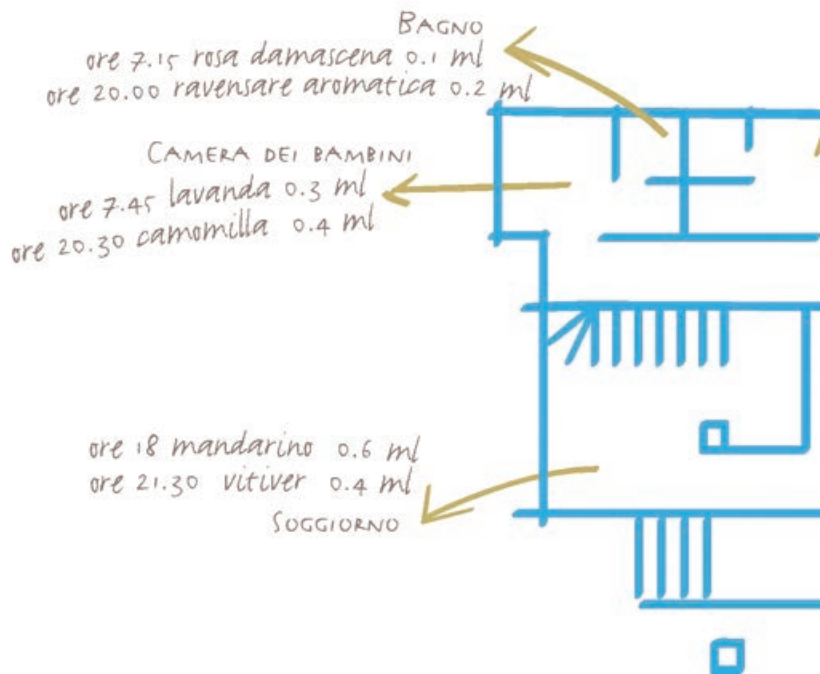 BAGNO
ore 7.15 rosa damascena 0.1 ml
ore 20.00 ravensare aromatica 0.2 ml
CAMERA DEI BAMBINI
ore 7.45 lavanda 0.3 ml
ore 20.30 camomilla 0.4 ml
ore 18 mandarino 0.6 ml
ore 21.30 vitiver 0.4 ml
SOGGIORNO